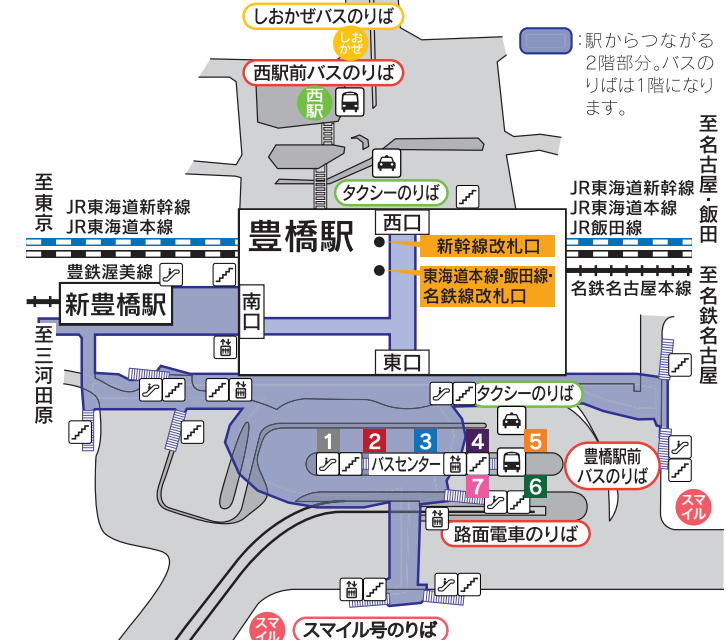 しおかぜバスのりば
しお
かぜ
西駅前バスのりば
西
駅
:駅からつながる
2階部分。バスの
りばは1階になり
ます。
タクシーのりば
至東京
JR東海道新幹線
JR東海道本線
JR東海道新幹線
JR東海道本線
JR飯田線
至名古屋・飯田
豊橋駅
西口
新幹線改札口
東海道本線・飯田線・
名鉄線改札口
豊鉄渥美線
新豊橋駅
南口
名鉄名古屋本線
至名鉄名古屋
至三河田原
東口
タクシーのりば
1
2
3
4
5
バスセンター
7
6
豊橋駅前
バスのりば
スマ
イル
路面電車のりば
スマ
イル
スマイル号のりば